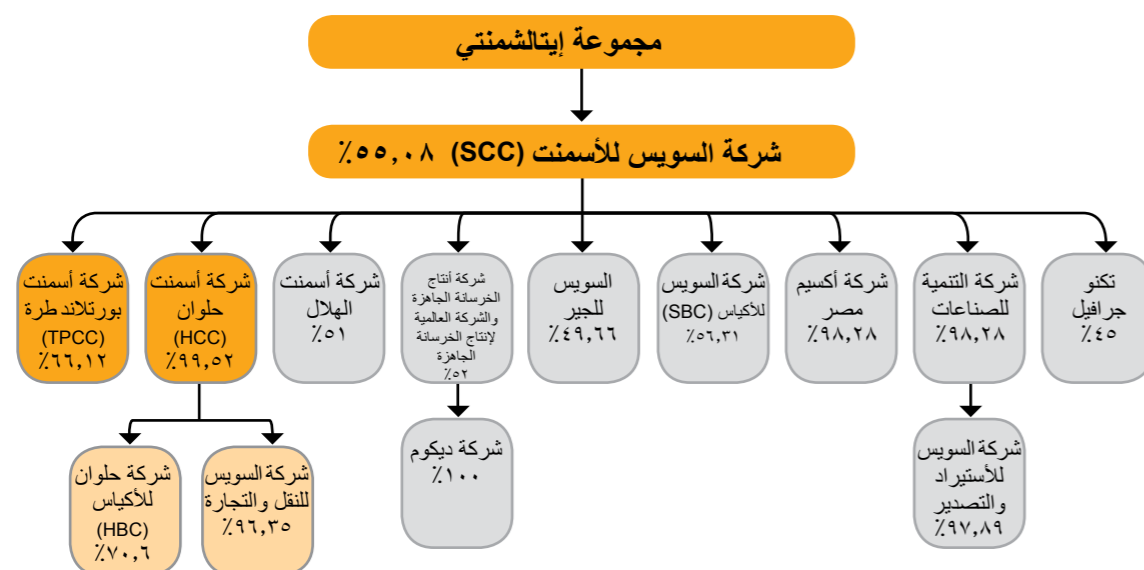 مجموعة إيتالشمنتي
شركة السويس للأسمنت (SCC) ٥٥,٠٨٪
تكنو
جرافيل
٤٥٪
شركة التنمية
للصناعات
٩٨,٢٨٪
شركة أكسيم
مصر
٩٨,٢٨٪
شركة السويس
للأكياس (SBC)
٥٦,٣١٪
السويس
للجير
٤٩,٦٦٪
شركة أنتاج
الخرسانة الجاهزة
والشركة العالمية
لإنتاج الخرسانة
الجاهزة
٥٢٪
شركة أسمنت
الهلال
٥١٪
شركة أسمنت
حلوان
(HCC)
٩٩,٥٢٪
شركة أسمنت
بورتلاند طرة
(TPCC)
٦٦,١٢٪
شركة السويس
للأستيراد
والتصدير
٩٧,٨٩٪
شركة ديكوم
١٠٠٪
شركة السويس
للنقل والتجارة
٩٦,٣٥٪
شركة حلوان
للأكياس
(HBC)
٧٠,٦٪